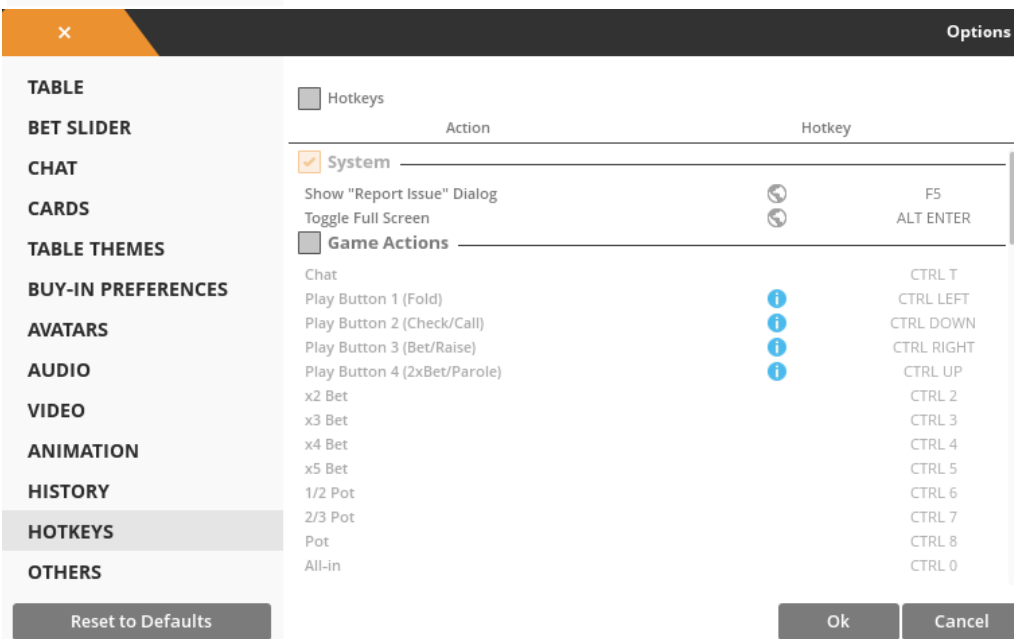 × Options
TABLE
BET SLIDER
CHAT
CARDS
TABLE THEMES
BUY-IN PREFERENCES
AVATARS
AUDIO
VIDEO
ANIMATION
HISTORY
HOTKEYS
OTHERS
Reset to Defaults
Hotkeys
Action Hotkey
System
Show "Report Issue" Dialog F5
Toggle Full Screen ALT ENTER
Game Actions
Chat CTRL T
Play Button 1 (Fold) i CTRL LEFT
Play Button 2 (Check/Call) i CTRL DOWN
Play Button 3 (Bet/Raise) i CTRL RIGHT
Play Button 4 (2xBet/Parole) i CTRL UP
x2 Bet CTRL 2
x3 Bet CTRL 3
x4 Bet CTRL 4
x5 Bet CTRL 5
1/2 Pot CTRL 6
2/3 Pot CTRL 7
Pot CTRL 8
All-in CTRL 0
Ok Cancel